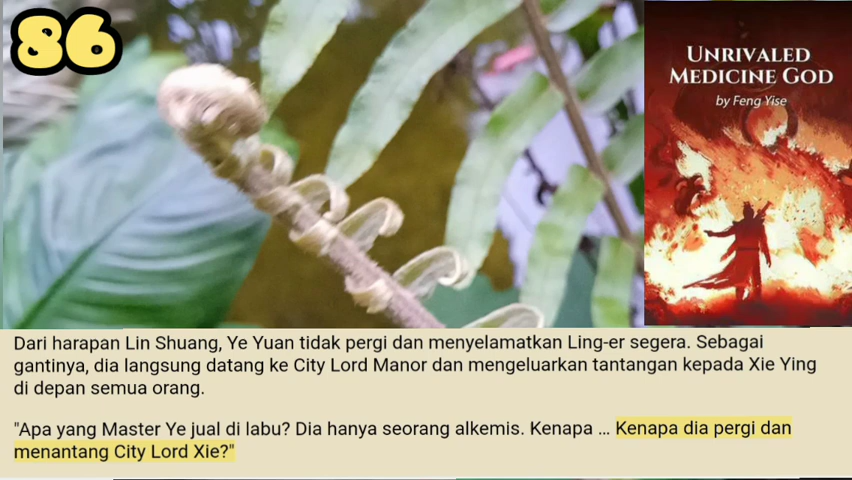 86
UNRIVALED
MEDICINE GOD
by Feng Yise
Dari harapan Lin Shuang, Ye Yuan tidak pergi dan menyelamatkan Ling-er segera. Sebagai
gantinya, dia langsung datang ke City Lord Manor dan mengeluarkan tantangan kepada Xie Ying
di depan semua orang.
"Apa yang Master Ye jual di labu? Dia hanya seorang alkemis. Kenapa ... Kenapa dia pergi dan
menantang City Lord Xie?"